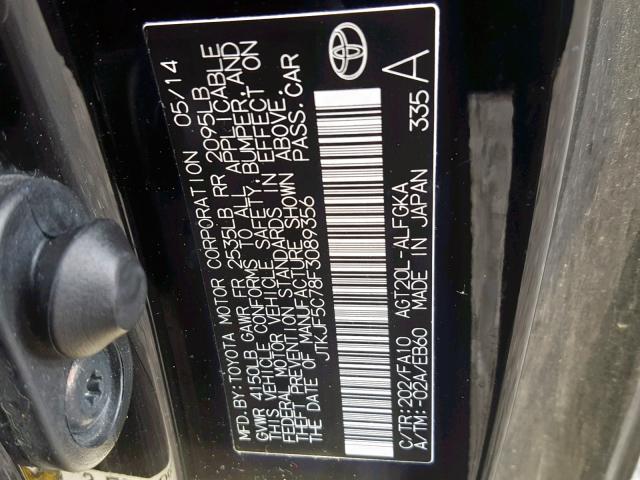 MFD.BY:TOYOTA MOTOR CORPORATION 05/14
GVWR 4150LB GAWR FR 2535LB RR 2095LB
THIS VEHICLE CONFORMS TO ALL APPLICABLE
FEDERAL MOTOR VEHICLE SAFETY,BUMPER,AND
THEFT PREVENTION STANDARDS IN EFFECT ON
THE DATE OF MANUFACTURE SHOWN ABOVE.
JTKJF5C78F3089356 PASS.CAR
C/TR:202/FA10 AGT20L-ALFGKA 335 A
A/TM:-024/EB60 MADE IN JAPAN